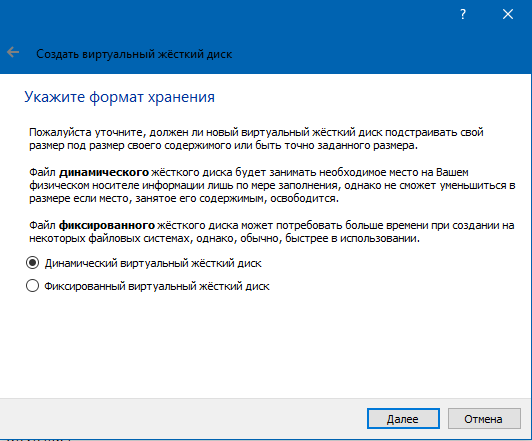 ?
Создать виртуальный жёсткий диск
Укажите формат хранения
Пожалуйста уточните, должен ли новый виртуальный жёсткий диск подстраивать свой
размер под размер своего содержимого или быть точно заданного размера.
Файл динамического жёсткого диска будет занимать необходимое место на Вашем
физическом носителе информации лишь по мере заполнения, однако не сможет уменьшиться в
размере если место, занятое его содержимым, освободится.
Файл фиксированного жёсткого диска может потребовать больше времени при создании на
некоторых файловых системах, однако, обычно, быстрее в использовании.
Динамический виртуальный жёсткий диск
Фиксированный виртуальный жёсткий диск
Далее
Отмена